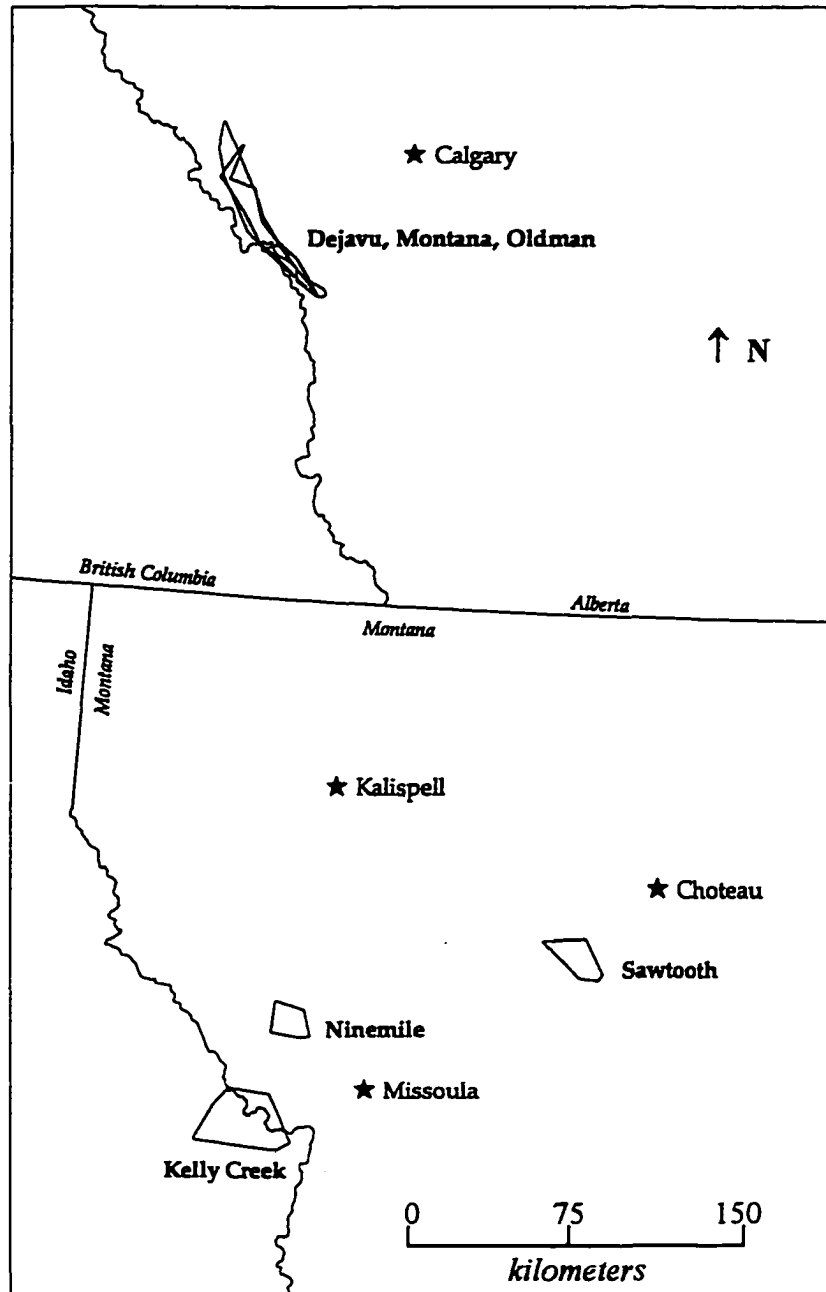 ★ Calgary
Dejavu, Montana, Oldman
↑ N
British Columbia
Alberta
Montana
Idaho
Montana
★ Kalispell
★ Choteau
Sawtooth
Ninemile
★ Missoula
Kelly Creek
0 75 150
kilometers